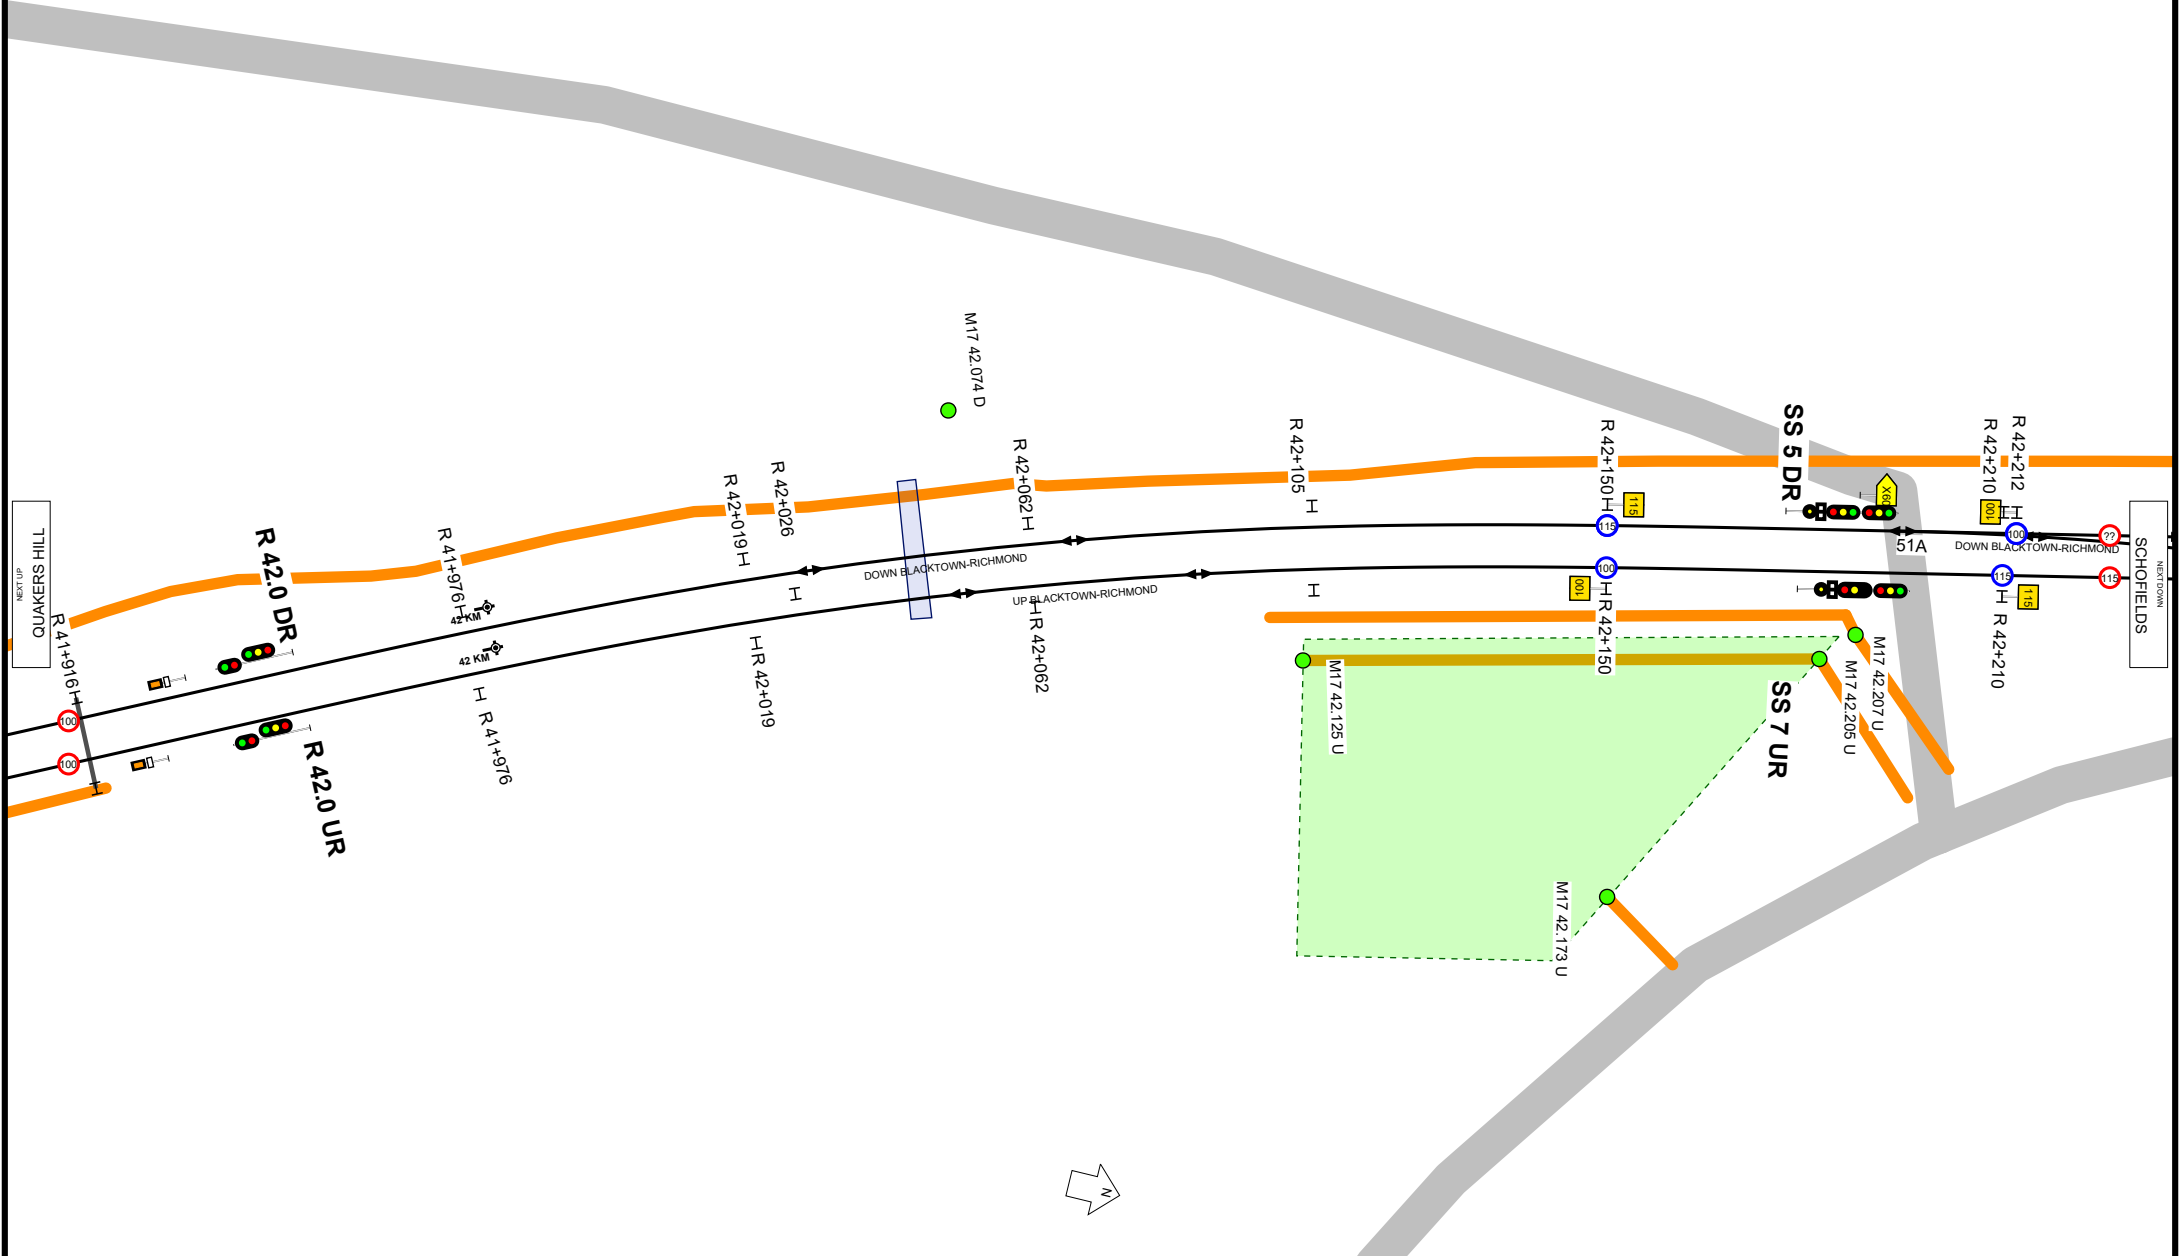 M17 42.074 D
SS 5 DR
R 42+212
R 42+210
R 42+150
R 42+105
R 42+062
R 42+026
R 42+019
R 41+976
R 42.0 DR
R 41+916
NEXT UP
QUAKERS HILL
SCHOFIELDS
NEXT DOWN
X60
115
100
115
100
??
51A
DOWN BLACKTOWN-RICHMOND
DOWN BLACKTOWN-RICHMOND
UP BLACKTOWN-RICHMOND
100
100
115
115
115
42 KM
42 KM
100
100
R 42+150
R 42+210
R 42+062
R 42+019
R 41+976
R 42.0 UR
M17 42.125 U
M17 42.207 U
M17 42.205 U
SS 7 UR
M17 42.173 U
N